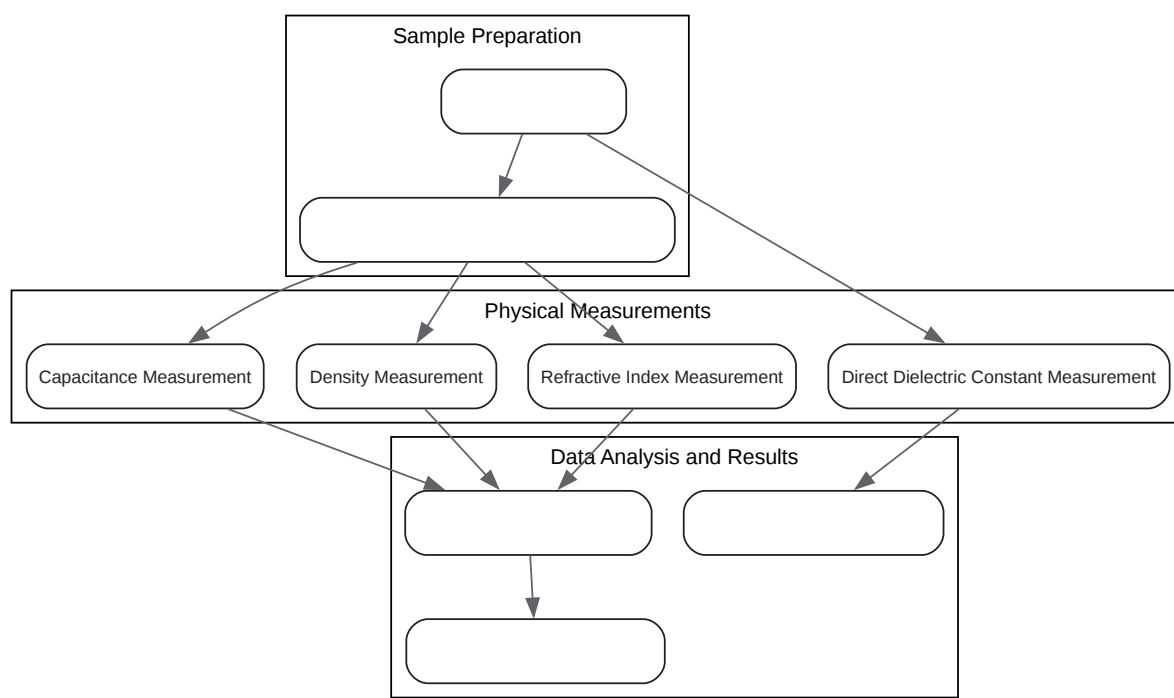 Sample Preparation
Physical Measurements
Capacitance Measurement
Density Measurement
Refractive Index Measurement
Direct Dielectric Constant Measurement
Data Analysis and Results